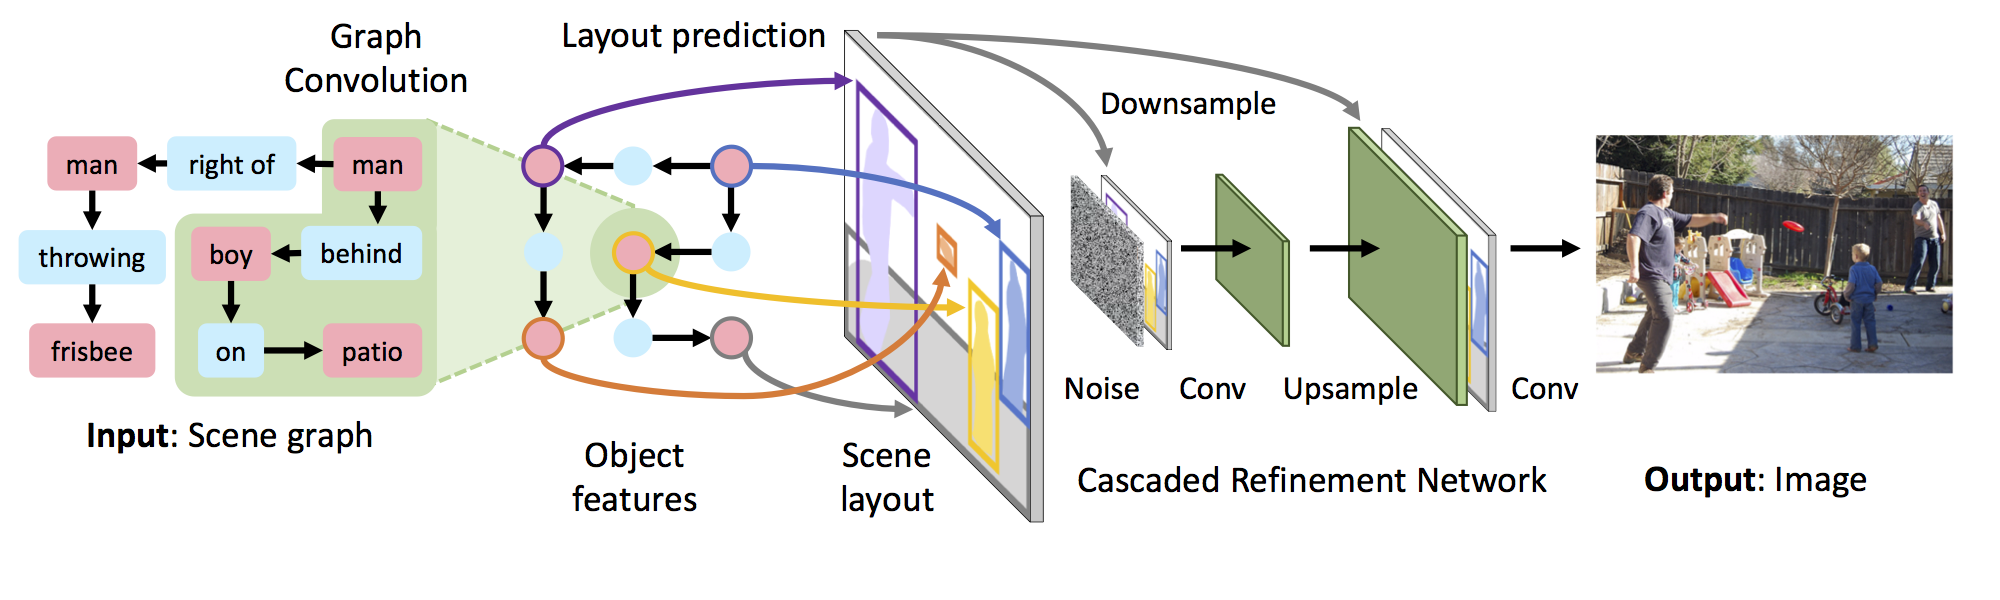 Graph
Convolution
Layout prediction
Downsample
man
right of
man
throwing
boy
behind
frisbee
on
patio
Input: Scene graph
Object
features
Scene
layout
Noise
Conv
Upsample
Conv
Cascaded Refinement Network
Output: Image